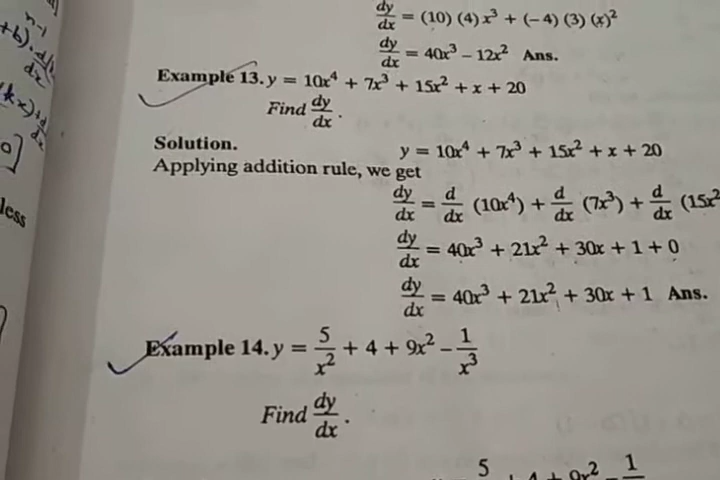 dy/dx = (10) (4) x³ + (-4) (3) (x)²
dy/dx = 40x³ - 12x² Ans.
Example 13. y = 10x⁴ + 7x³ + 15x² + x + 20
Find dy/dx.
Solution.
y = 10x⁴ + 7x³ + 15x² + x + 20
Applying addition rule, we get
dy/dx = d/dx (10x⁴) + d/dx (7x³) + d/dx (15x²
dy/dx = 40x³ + 21x² + 30x + 1 + 0
dy/dx = 40x³ + 21x² + 30x + 1 Ans.
Example 14. y = 5/x² + 4 + 9x² - 1/x³
Find dy/dx.
less